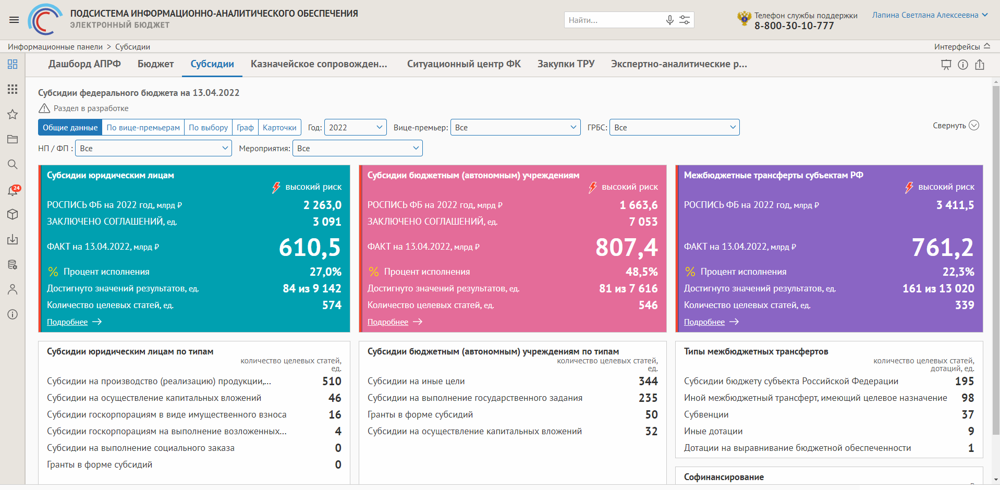 ПОДСИСТЕМА ИНФОРМАЦИОННО-АНАЛИТИЧЕСКОГО ОБЕСПЕЧЕНИЯ
ЭЛЕКТРОННЫЙ БЮДЖЕТ
Найти...
Телефон службы поддержки
8-800-30-10-777
Лапина Светлана Алексеевна
Информационные панели > Субсидии
Интерфейсы
Дашборд АПРФ Бюджет Субсидии Казначейское сопровожден... Ситуационный центр ФК Закупки ТРУ Экспертно-аналитические р...
Субсидии федерального бюджета на 13.04.2022
Раздел в разработке
Общие данные По вице-премьерам По выбору Граф Карточки Год: 2022 Вице-премьер: Все ГРБС: Все
Свернуть
НП / ФП : Все Мероприятия: Все
24
Субсидии юридическим лицам
высокий риск
РОСПИСЬ ФБ на 2022 год, млрд ₽ 2 263,0
ЗАКЛЮЧЕНО СОГЛАШЕНИЙ, ед. 3 091
ФАКТ на 13.04.2022, млрд ₽ 610,5
% Процент исполнения 27,0%
Достигнуто значений результатов, ед. 84 из 9 142
Количество целевых статей, ед. 574
Подробнее
Субсидии бюджетным (автономным) учреждениям
высокий риск
РОСПИСЬ ФБ на 2022 год, млрд ₽ 1 663,6
ЗАКЛЮЧЕНО СОГЛАШЕНИЙ, ед. 7 053
ФАКТ на 13.04.2022, млрд ₽ 807,4
% Процент исполнения 48,5%
Достигнуто значений результатов, ед. 81 из 7 616
Количество целевых статей, ед. 546
Подробнее
Межбюджетные трансферты субъектам РФ
высокий риск
РОСПИСЬ ФБ на 2022 год, млрд ₽ 3 411,5
ФАКТ на 13.04.2022, млрд ₽ 761,2
% Процент исполнения 22,3%
Достигнуто значений результатов, ед. 161 из 13 020
Количество целевых статей, ед. 339
Подробнее
Субсидии юридическим лицам по типам
количество целевых статей,
ед.
Субсидии на производство (реализацию) продукции,... 510
Субсидии на осуществление капитальных вложений 46
Субсидии госкорпорациям в виде имущественного взноса 16
Субсидии госкорпорациям на выполнение возложенных... 4
Субсидии на выполнение социального заказа 0
Гранты в форме субсидий 0
Субсидии бюджетным (автономным) учреждениям по типам
количество целевых статей,
ед.
Субсидии на иные цели 344
Субсидии на выполнение государственного задания 235
Гранты в форме субсидий 50
Субсидии на осуществление капитальных вложений 32
Типы межбюджетных трансфертов
количество целевых статей,
дотаций, ед.
Субсидии бюджету субъекта Российской Федерации 195
Иной межбюджетный трансферт, имеющий целевое назначение 98
Субвенции 37
Иные дотации 9
Дотации на выравнивание бюджетной обеспеченности 1
Софинансирование